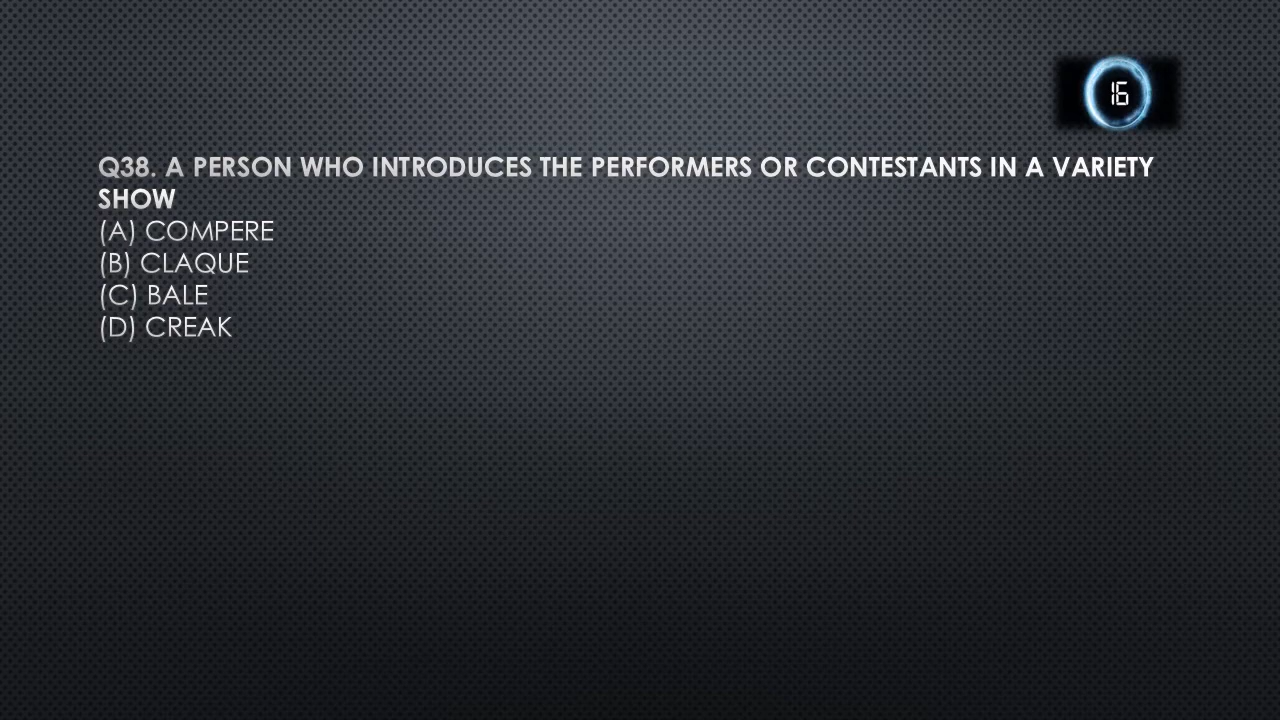 16
Q38. A PERSON WHO INTRODUCES THE PERFORMERS OR CONTESTANTS IN A VARIETY
SHOW
(A) COMPERE
(B) CLAQUE
(C) BALE
(D) CREAK